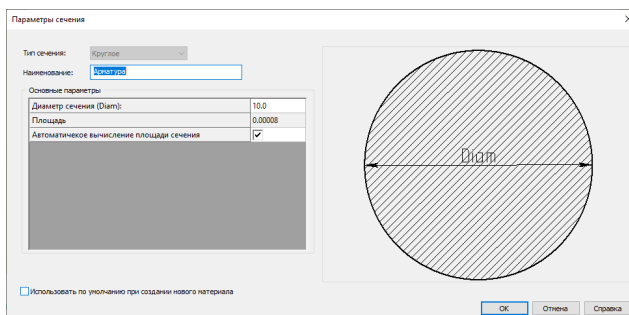 Параметры сечения
Тип сечения: Круглое
Наименование: Арматура
Основные параметры
Диаметр сечения (Diam): 10.0
Площадь 0.00008
Автоматичекое вычисление площади сечения
Diam
Использовать по умолчанию при создании нового материала
ОК Отмена Справка